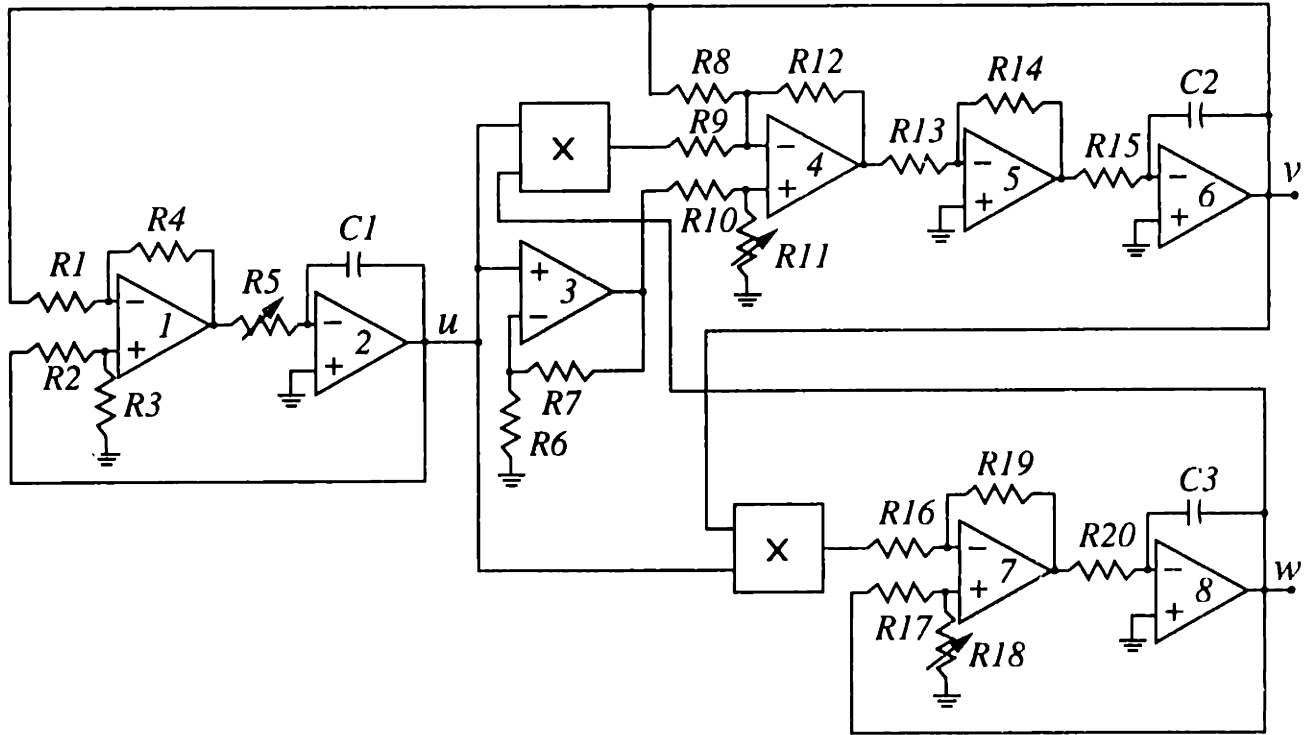 R8
R12
R14
C2
R9
R13
R15
X
−
4
+
−
5
+
−
6
+
v
R10
R11
R4
C1
R1
R5
−
1
+
−
2
+
u
+
3
−
R2
R3
R7
R6
R19
C3
R16
R20
X
−
7
+
−
8
+
w
R17
R18